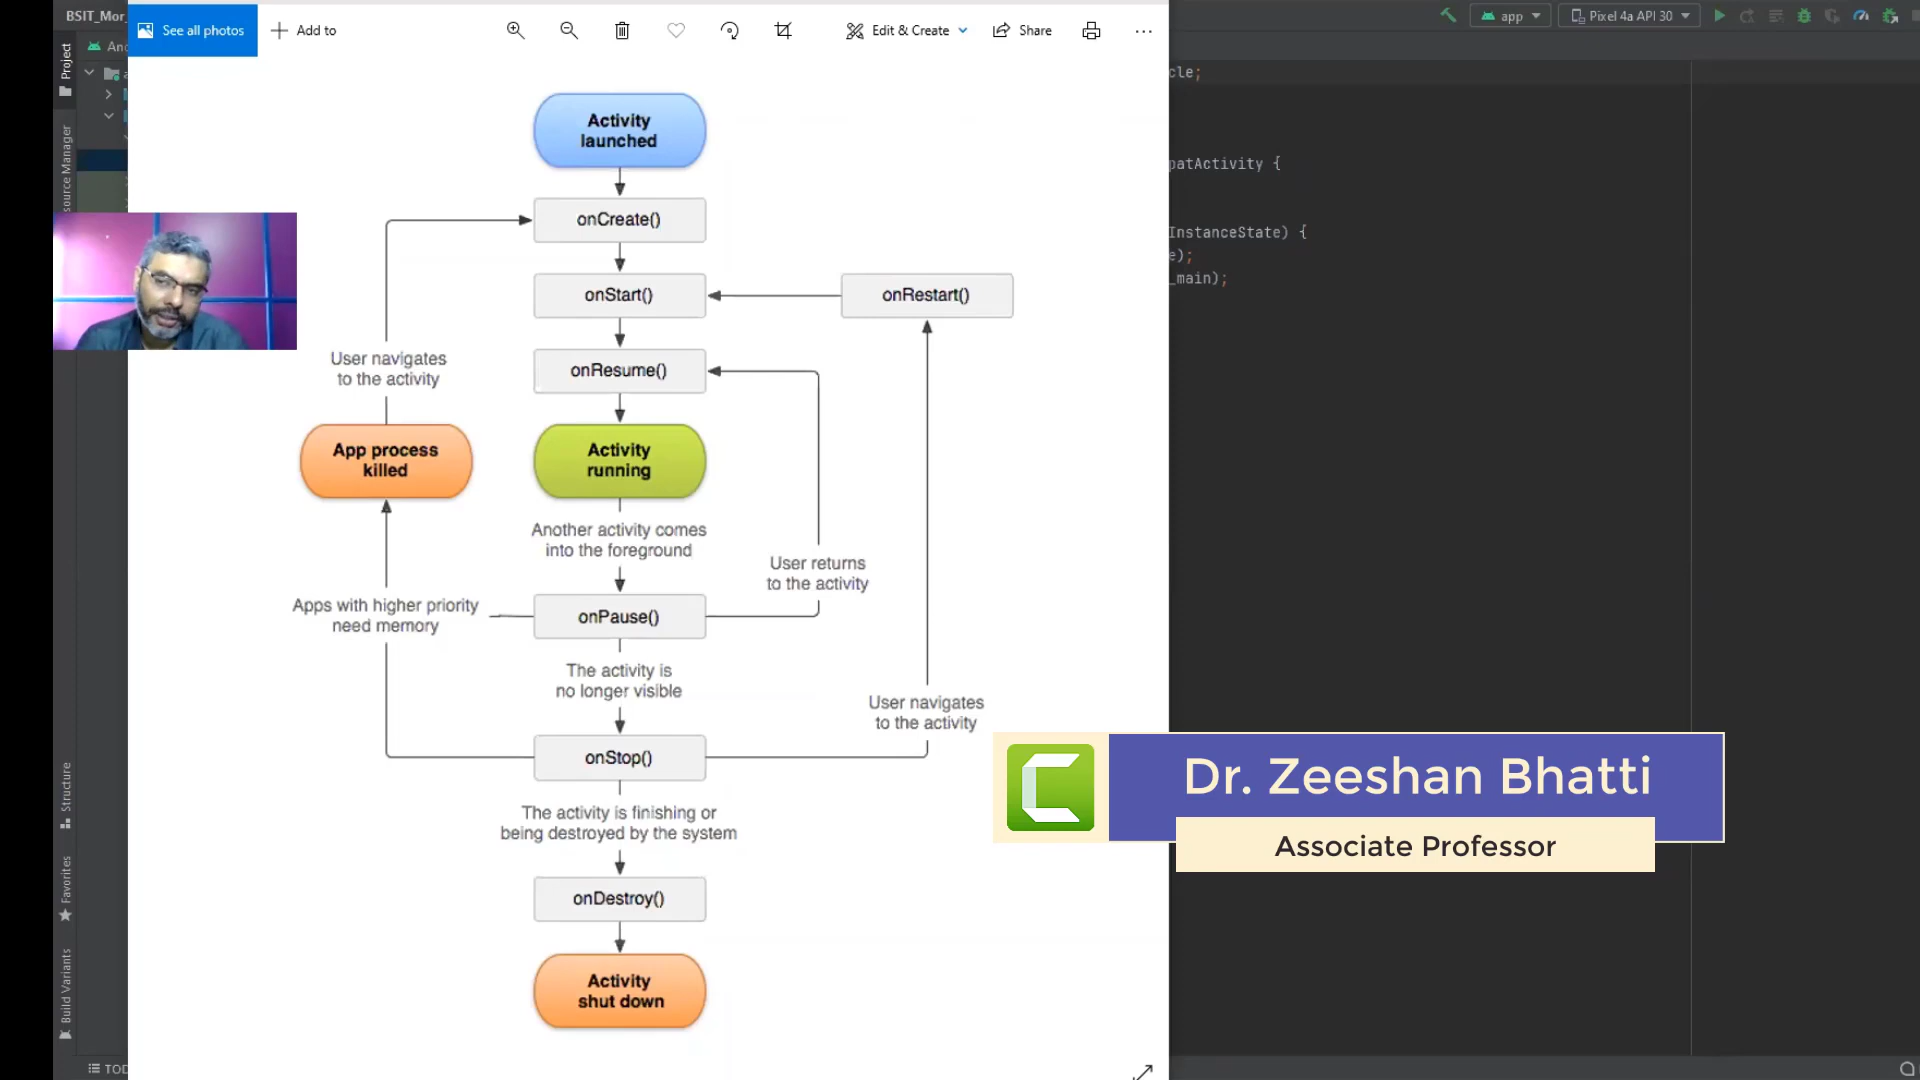 BSIT_Mor
See all photos
Add to
Edit & Create
Share
app
Pixel 4a API 30
Project
Resource Manager
Structure
Favorites
Build Variants
TOD
Activity
launched
onCreate()
onStart()
onRestart()
onResume()
User navigates
to the activity
App process
killed
Activity
running
Another activity comes
into the foreground
User returns
to the activity
Apps with higher priority
need memory
onPause()
The activity is
no longer visible
User navigates
to the activity
onStop()
The activity is finishing or
being destroyed by the system
onDestroy()
Activity
shut down
cle;
patActivity {
InstanceState) {
e);
_main);
Dr. Zeeshan Bhatti
Associate Professor